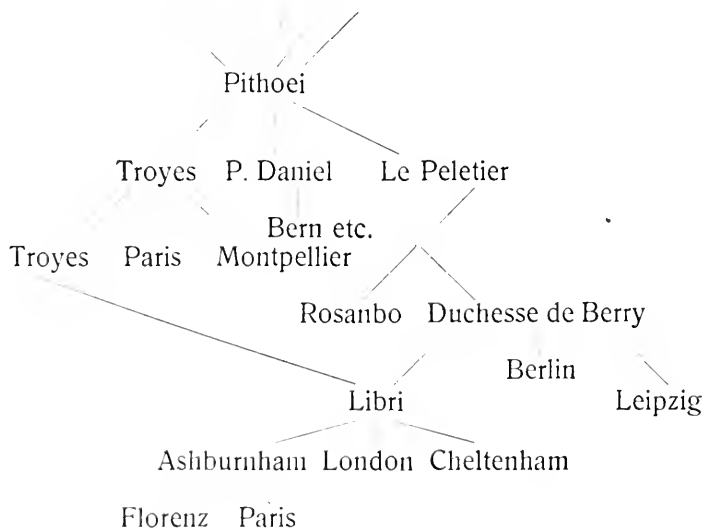 Pithoei
Troyes P. Daniel Le Peletier
Bern etc.
Troyes Paris Montpellier
Rosanbo Duchesse de Berry
Berlin
Libri Leipzig
Ashburnham London Cheltenham
Florenz Paris